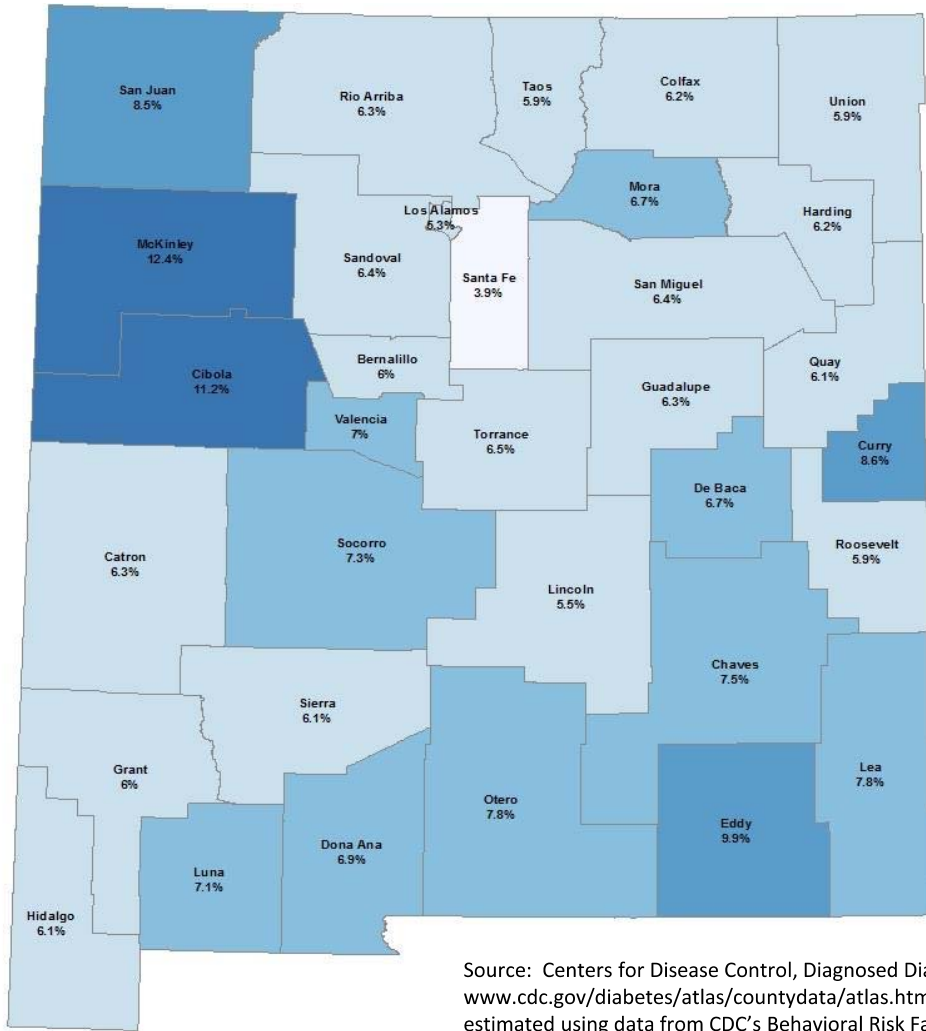 San Juan
8.5%
Rio Arriba
6.3%
Taos
5.9%
Colfax
6.2%
Union
5.9%
Mora
6.7%
Harding
6.2%
Los Alamos
5.3%
McKinley
12.4%
Sandoval
6.4%
Santa Fe
3.9%
San Miguel
6.4%
Bernalillo
6%
Cibola
11.2%
Guadalupe
6.3%
Quay
6.1%
Valencia
7%
Torrance
6.5%
Curry
8.6%
De Baca
6.7%
Socorro
7.3%
Roosevelt
5.9%
Catron
6.3%
Lincoln
5.5%
Chaves
7.5%
Sierra
6.1%
Grant
6%
Lea
7.8%
Otero
7.8%
Eddy
9.9%
Dona Ana
6.9%
Luna
7.1%
Hidalgo
6.1%
Source: Centers for Disease Control, Diagnosed Dia
www.cdc.gov/diabetes/atlas/countydata/atlas.htm
estimated using data from CDC’s Behavioral Risk Fa